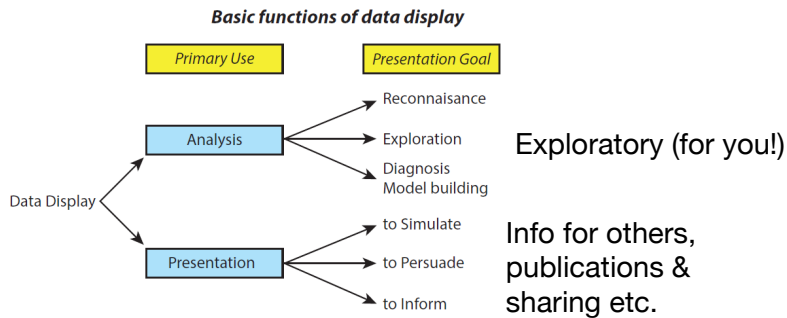 Basic functions of data display
Primary Use
Presentation Goal
Reconnaisance
Analysis
Exploration
Exploratory (for you!)
Diagnosis
Model building
Data Display
to Simulate
Info for others,
Presentation
to Persuade
publications &
to Inform
sharing etc.